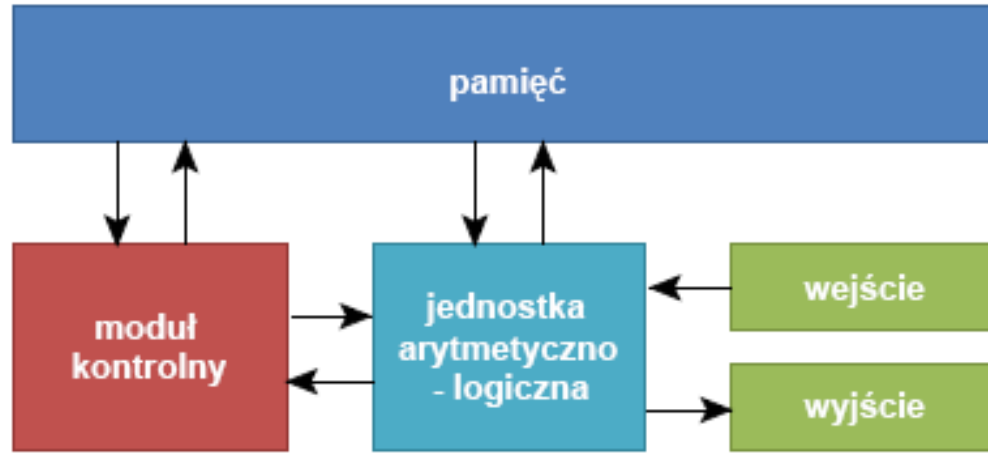 pamięć
moduł
kontrolny
jednostka
arytmetyczno
- logiczna
wejście
wyjście